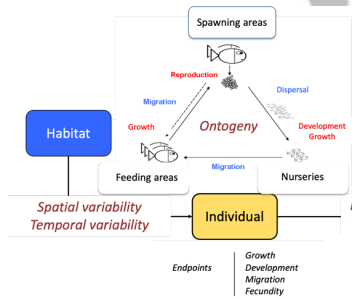 Spawning areas
Reproduction
Dispersal
Migration
Habitat
Growth
Ontogeny
Development
Growth
Migration
Feeding areas
Nurseries
Spatial variability
Temporal variability
Individual
Endpoints
Growth
Development
Migration
Fecundity